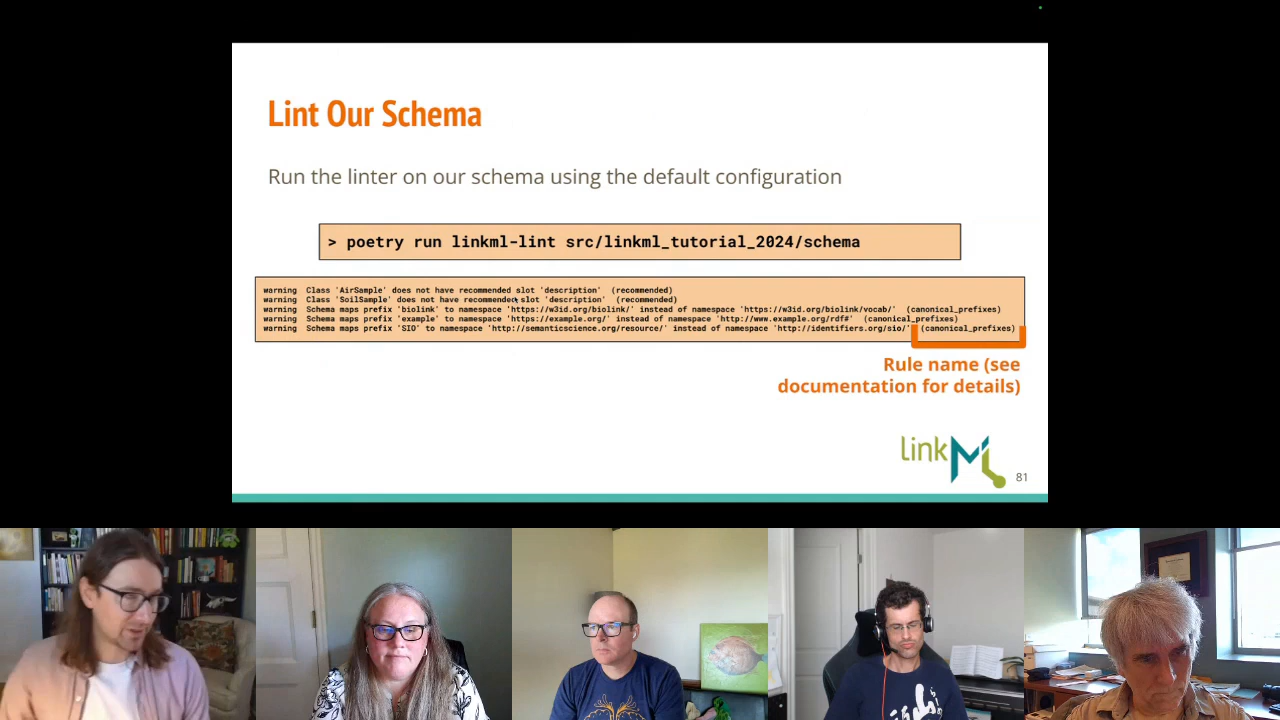 Lint Our Schema
Run the linter on our schema using the default configuration
> poetry run linkml-lint src/linkml_tutorial_2024/schema
warning Class 'AirSample' does not have recommended slot 'description' (recommended)
warning Class 'SoilSample' does not have recommended slot 'description' (recommended)
warning Schema maps prefix 'biolink' to namespace 'https://w3id.org/biolink/' instead of namespace 'https://w3id.org/biolink/vocab/' (canonical_prefixes)
warning Schema maps prefix 'example' to namespace 'https://example.org/' instead of namespace 'http://www.example.org/rdf#' (canonical_prefixes)
warning Schema maps prefix 'SIO' to namespace 'http://semanticscience.org/resource/' instead of namespace 'http://identifiers.org/sio/' (canonical_prefixes)
Rule name (see
documentation for details)
linkML
81